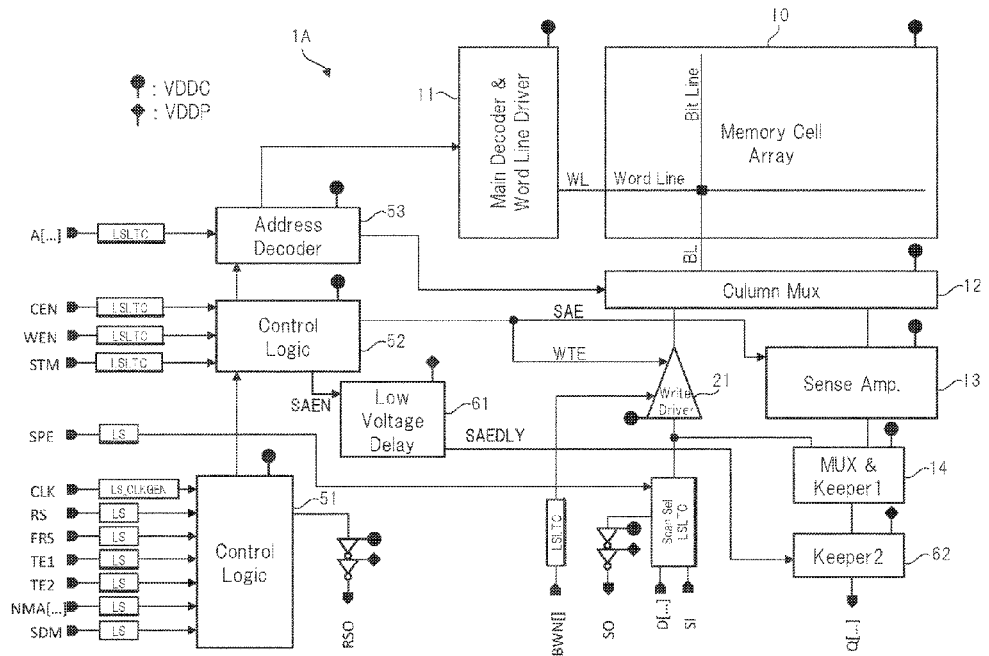 1A
10
● : VDDC
◆ : VDDP
11
Main Decoder &
Word Line Driver
Bit Line
Memory Cell
Array
WL
Word Line
BL
A[...]
LSLTC
Address
Decoder
53
Culumn Mux
12
CEN
LSLTC
WEN
LSLTC
STM
LSLTC
Control
Logic
52
SAE
WTE
Sense Amp.
13
SAEN
Low
Voltage
Delay
61
21
Write
Driver
SPE
LS
SAEDLY
MUX &
Keeper1
14
CLK
LS_CLKGEN
RS
LS
FRS
LS
TE1
LS
TE2
LS
NMA[...]
LS
SDM
LS
Control
Logic
51
LSLTC
Scan Sel
LSLTC
Keeper2
62
RSO
BWN[]
SO
D[...]
SI
Q[...]